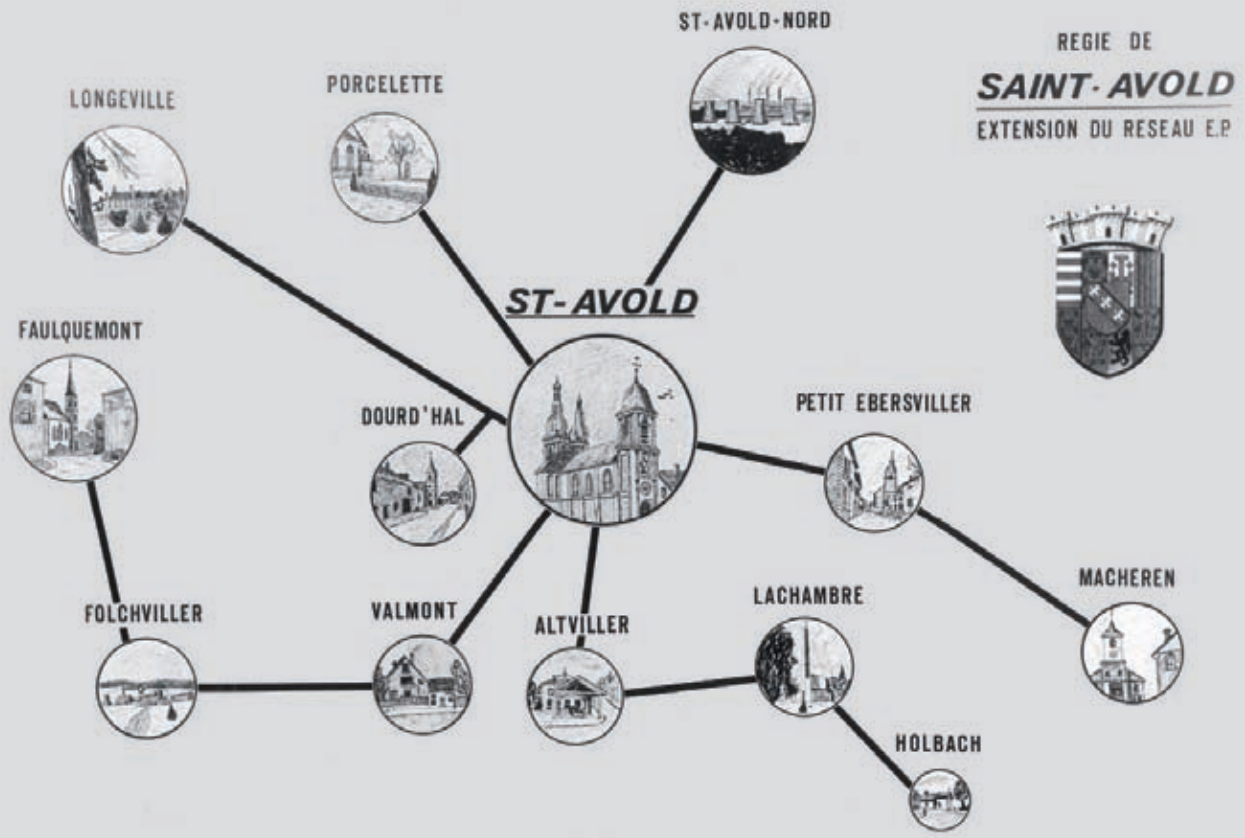 ST-AVOLD-NORD
REGIE DE
SAINT-AVOLD
EXTENSION DU RESEAU E.P.
PORCELETTE
LONGEVILLE
ST-AVOLD
FAULQUEMONT
DOURD'HAL
PETIT EBERSVILLER
MACHEREN
LACHAMBRE
FOLCHVILLER
VALMONT
ALTVILLER
HOLBACH